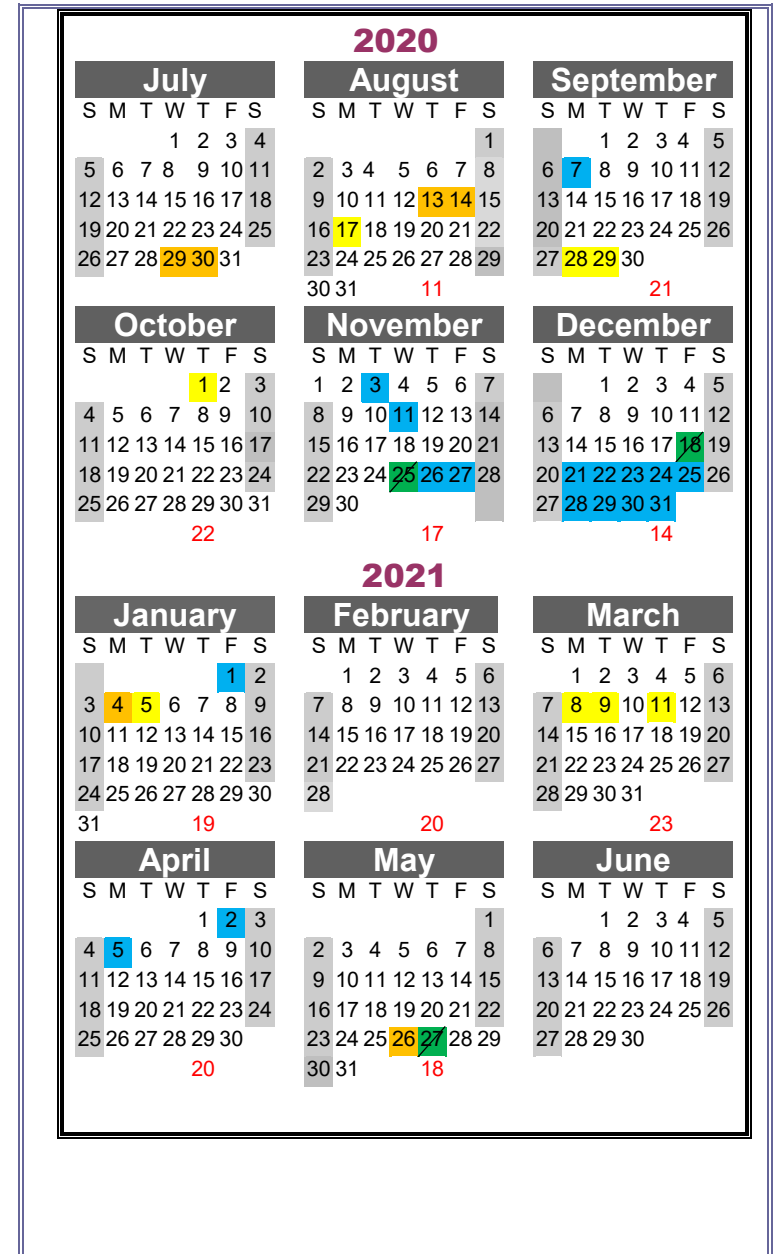 2020
July August September
S M T W T F S S M T W T F S S M T W T F S
1 2 3 4 1 1 2 3 4 5
5 6 7 8 9 10 11 2 3 4 5 6 7 8 6 7 8 9 10 11 12
12 13 14 15 16 17 18 9 10 11 12 13 14 15 13 14 15 16 17 18 19
19 20 21 22 23 24 25 16 17 18 19 20 21 22 20 21 22 23 24 25 26
26 27 28 29 30 31 23 24 25 26 27 28 29 27 28 29 30
30 31 11 21
October November December
S M T W T F S S M T W T F S S M T W T F S
1 2 3 1 2 3 4 5 6 7 1 2 3 4 5
4 5 6 7 8 9 10 8 9 10 11 12 13 14 6 7 8 9 10 11 12
11 12 13 14 15 16 17 15 16 17 18 19 20 21 13 14 15 16 17 18 19
18 19 20 21 22 23 24 22 23 24 25 26 27 28 20 21 22 23 24 25 26
25 26 27 28 29 30 31 29 30 27 28 29 30 31
22 17 14
2021
January February March
S M T W T F S S M T W T F S S M T W T F S
1 2 1 2 3 4 5 6 1 2 3 4 5 6
3 4 5 6 7 8 9 7 8 9 10 11 12 13 7 8 9 10 11 12 13
10 11 12 13 14 15 16 14 15 16 17 18 19 20 14 15 16 17 18 19 20
17 18 19 20 21 22 23 21 22 23 24 25 26 27 21 22 23 24 25 26 27
24 25 26 27 28 29 30 28 28 29 30 31
31 19 20 23
April May June
S M T W T F S S M T W T F S S M T W T F S
1 2 3 1 1 2 3 4 5
4 5 6 7 8 9 10 2 3 4 5 6 7 8 6 7 8 9 10 11 12
11 12 13 14 15 16 17 9 10 11 12 13 14 15 13 14 15 16 17 18 19
18 19 20 21 22 23 24 16 17 18 19 20 21 22 20 21 22 23 24 25 26
25 26 27 28 29 30 23 24 25 26 27 28 29 27 28 29 30
20 30 31 18